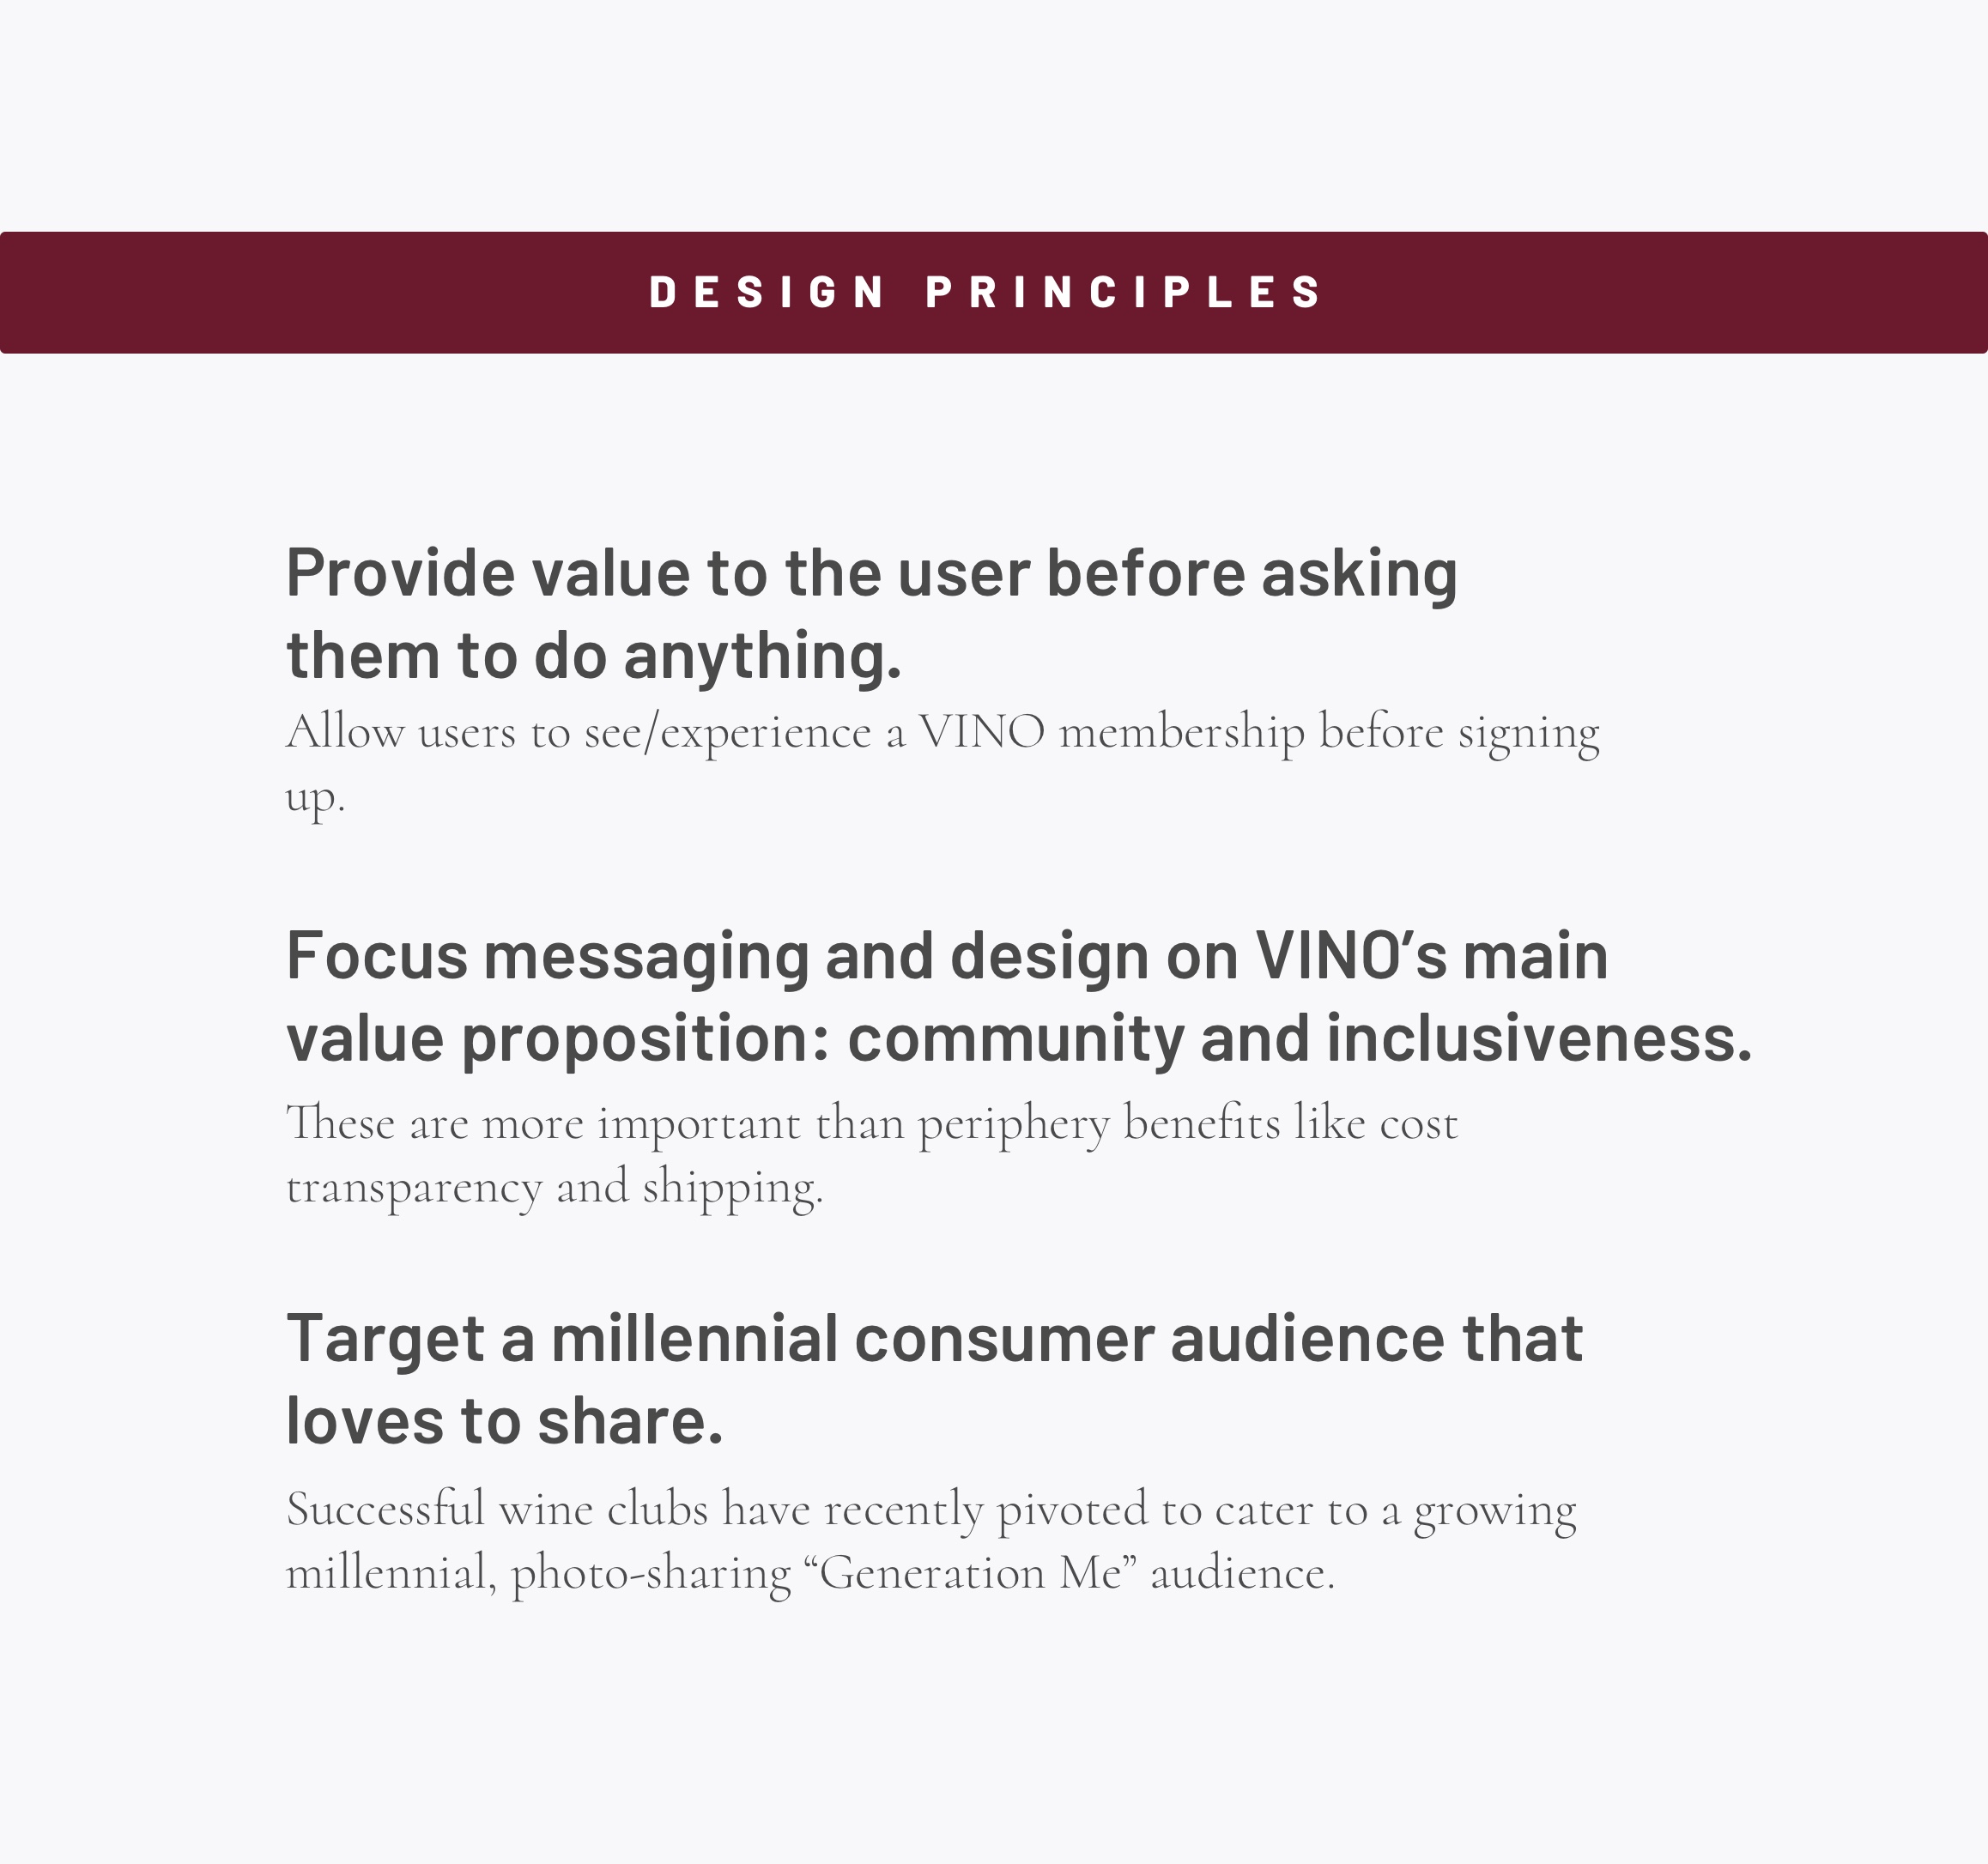 DESIGN PRINCIPLES
Provide value to the user before asking
them to do anything.
Allow users to see/experience a VINO membership before signing
up.
Focus messaging and design on VINO’s main
value proposition: community and inclusiveness.
These are more important than periphery benefits like cost
transparency and shipping.
Target a millennial consumer audience that
loves to share.
Successful wine clubs have recently pivoted to cater to a growing
millennial, photo-sharing “Generation Me” audience.